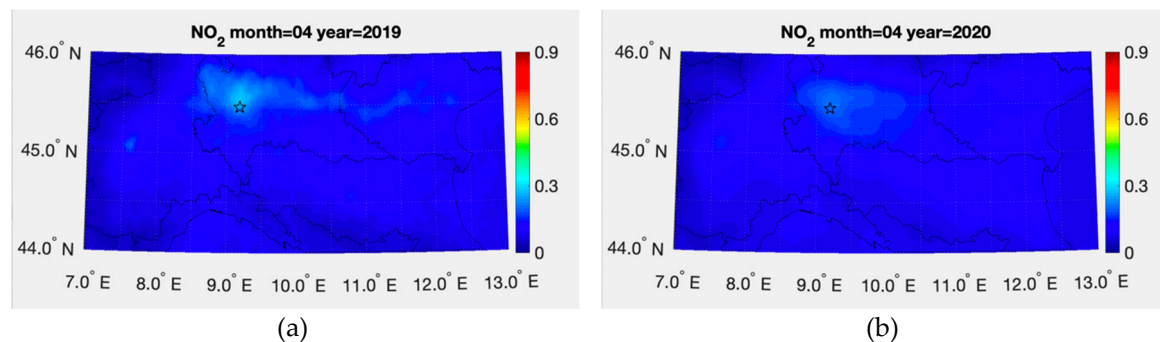 NO2 month=04 year=2019
46.0° N
45.0° N
44.0° N
7.0° E 8.0° E 9.0° E 10.0° E 11.0° E 12.0° E 13.0° E
0.9
0.6
0.3
0
(a)
NO2 month=04 year=2020
46.0° N
45.0° N
44.0° N
7.0° E 8.0° E 9.0° E 10.0° E 11.0° E 12.0° E 13.0° E
0.9
0.6
0.3
0
(b)